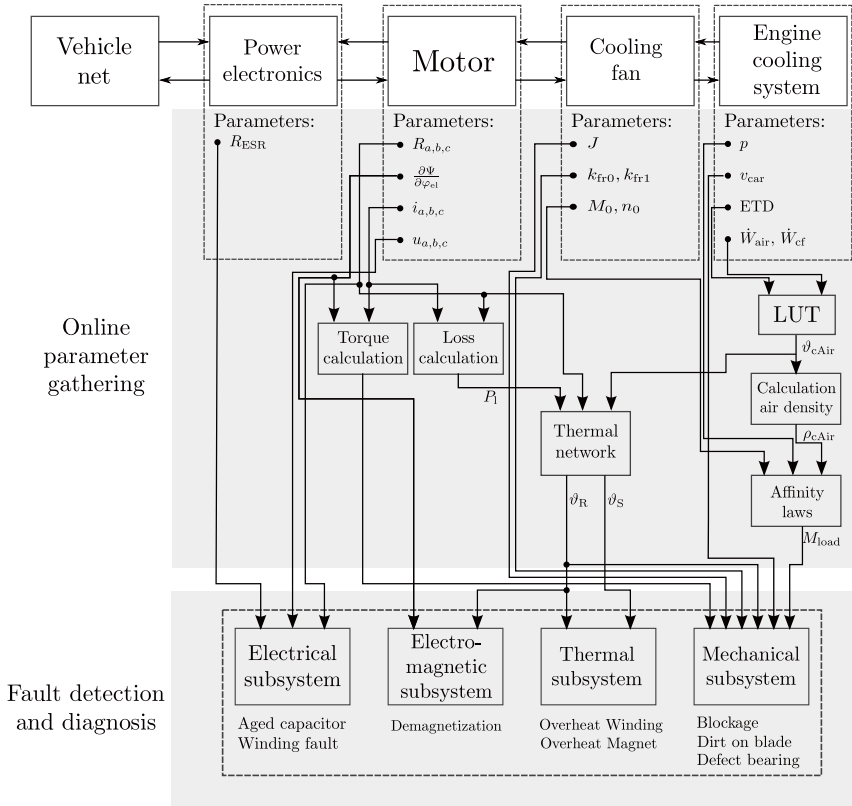 Vehicle
net
Power
electronics
Motor
Cooling
fan
Engine
cooling
system
Parameters:
R_ESR
Parameters:
R_a,b,c
∂Ψ
∂φ_el
i_a,b,c
u_a,b,c
Parameters:
J
k_fr0, k_fr1
M_0, n_0
Parameters:
p
v_car
ETD
Ẇ_air, Ẇ_cf
Online
parameter
gathering
Torque
calculation
Loss
calculation
LUT
ϑ_cAir
Calculation
air density
P_l
Thermal
network
ρ_cAir
Affinity
laws
ϑ_R
ϑ_S
M_load
Fault detection
and diagnosis
Electrical
subsystem
Aged capacitor
Winding fault
Electro-
magnetic
subsystem
Demagnetization
Thermal
subsystem
Overheat Winding
Overheat Magnet
Mechanical
subsystem
Blockage
Dirt on blade
Defect bearing